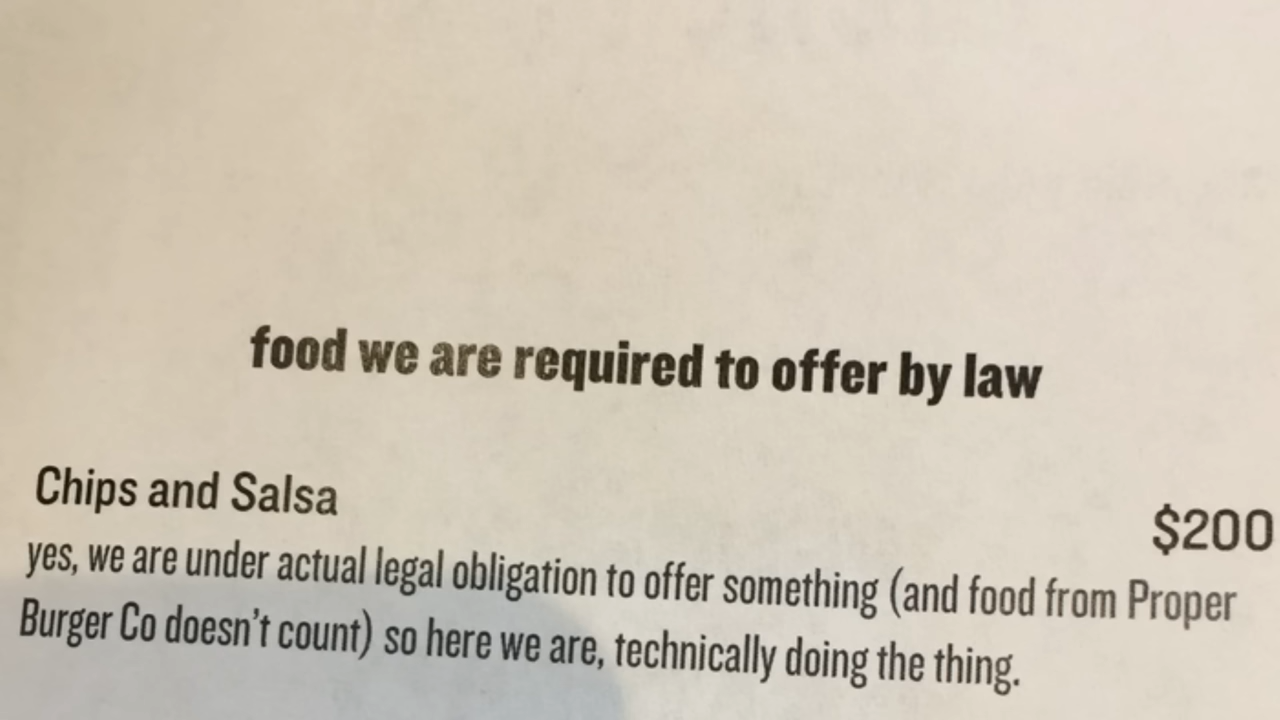 food we are required to offer by law
Chips and Salsa
$200
yes, we are under actual legal obligation to offer something (and food from Proper
Burger Co doesn't count) so here we are, technically doing the thing.